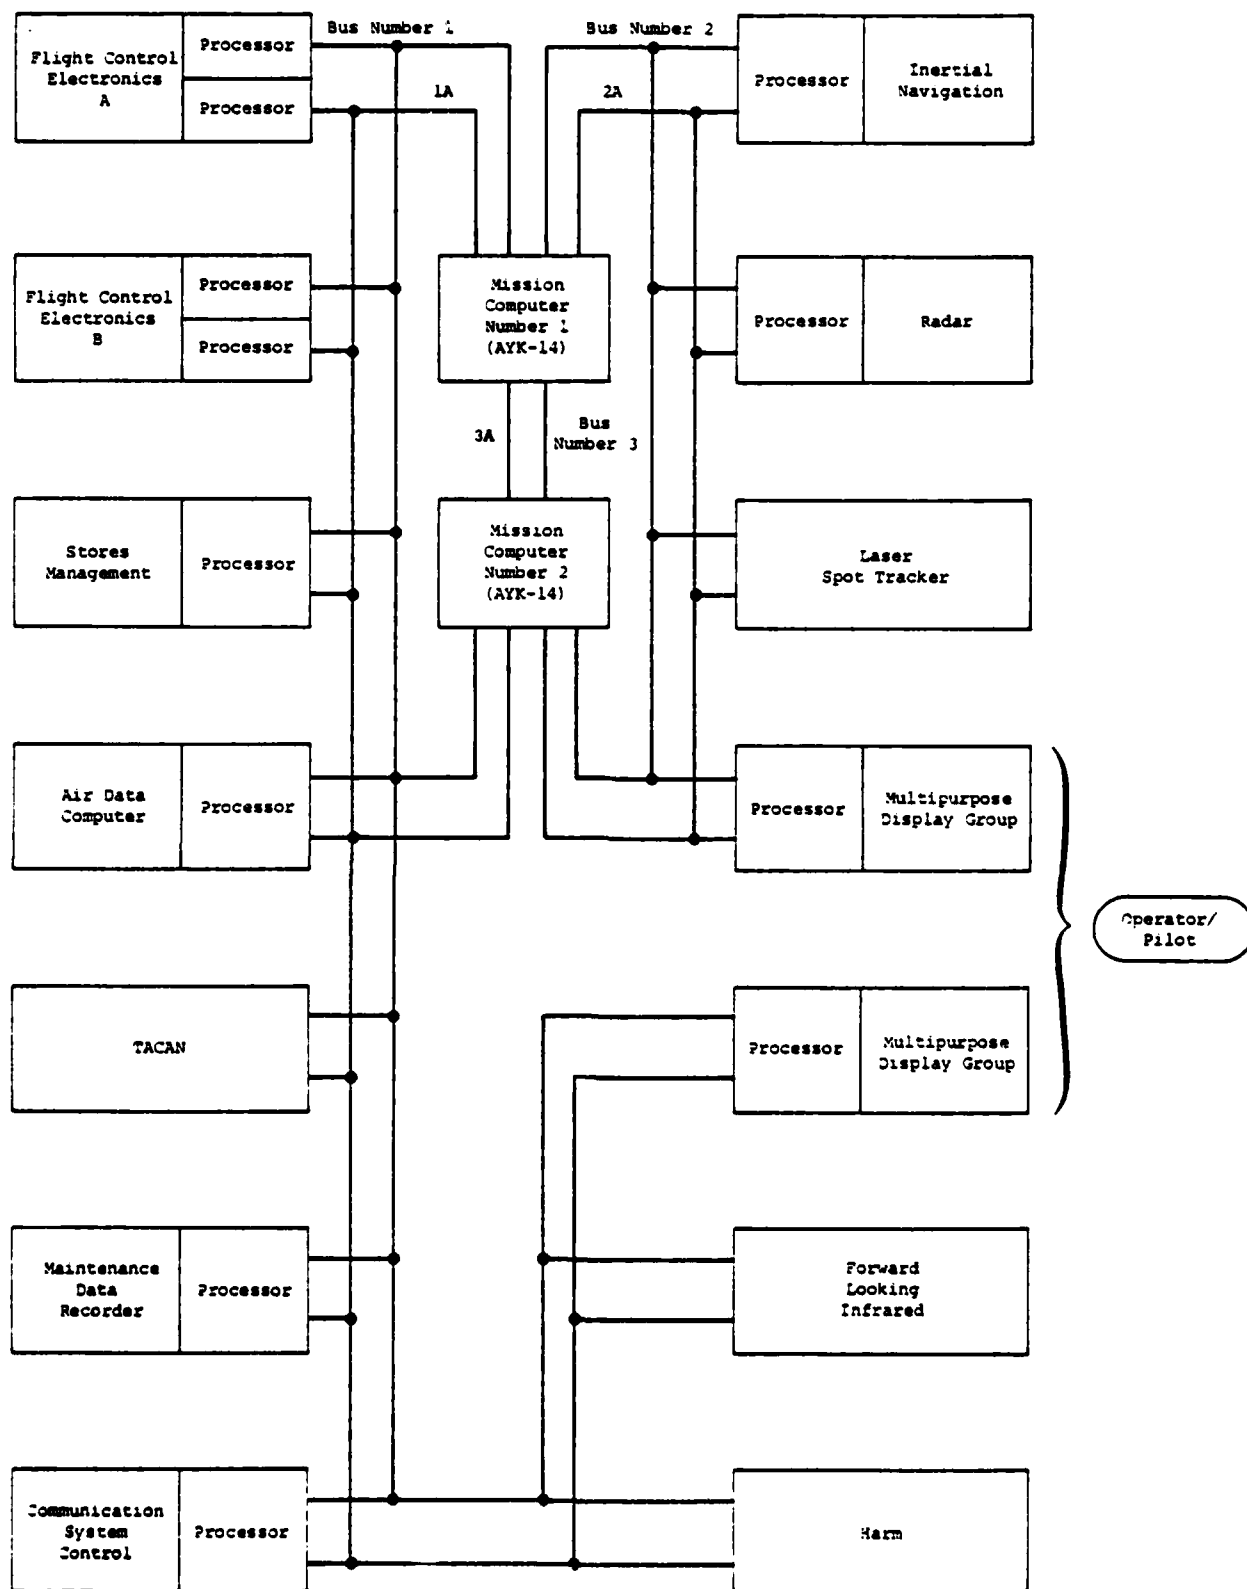 Bus Number 1
Bus Number 2
Flight Control
Electronics
A
Processor
Processor
1A
2A
Processor
Inertial
Navigation
Flight Control
Electronics
B
Processor
Processor
Mission
Computer
Number 1
(AYK-14)
Processor
Radar
3A
Bus
Number 3
Stores
Management
Processor
Mission
Computer
Number 2
(AYK-14)
Laser
Spot Tracker
Air Data
Computer
Processor
Processor
Multipurpose
Display Group
Operator/
Pilot
TACAN
Processor
Multipurpose
Display Group
Maintenance
Data
Recorder
Processor
Forward
Looking
Infrared
Communication
System
Control
Processor
Harm